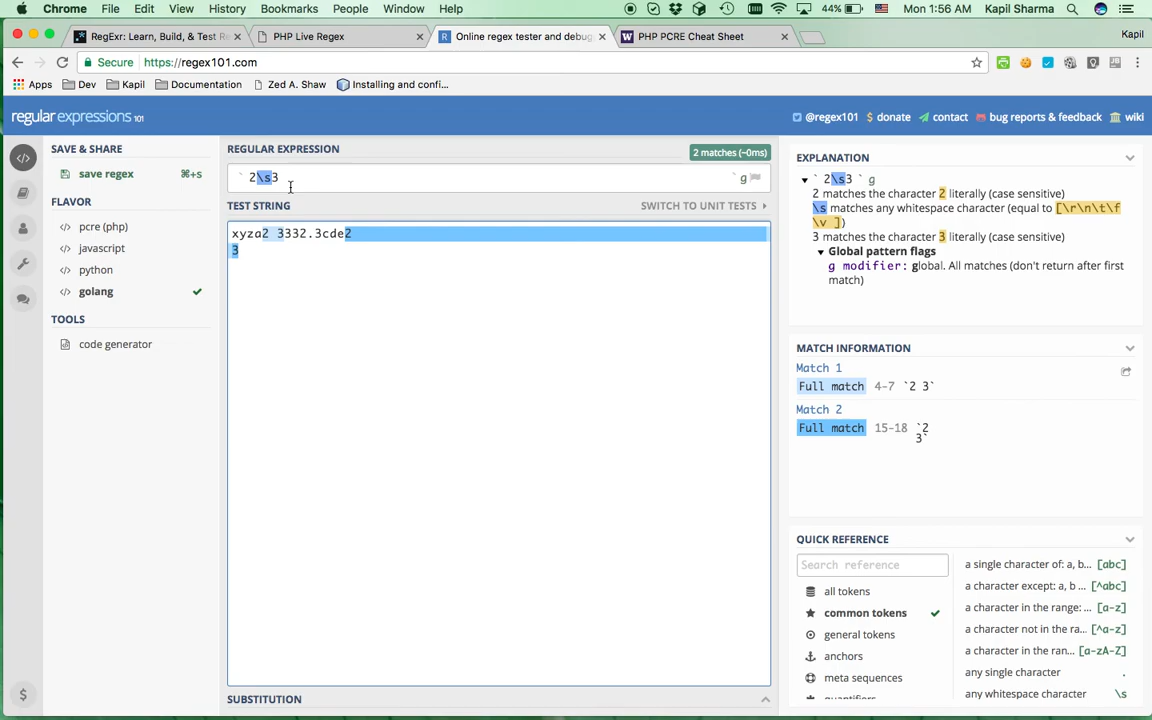 Chrome File Edit View History Bookmarks People Window Help 44% Mon 1:56 AM Kapil Sharma
RegExr: Learn, Build, & Test Re × PHP Live Regex × Online regex tester and debug × PHP PCRE Cheat Sheet × Kapil
Secure https://regex101.com
Apps Dev Kapil Documentation Zed A. Shaw Installing and confi...
regular expressions 101 @regex101 $ donate contact bug reports & feedback wiki
SAVE & SHARE
save regex ⌘+s
FLAVOR
</> pcre (php)
</> javascript
</> python
</> golang
TOOLS
code generator
$
REGULAR EXPRESSION 2 matches (~0ms)
` 2\s3 ` g
TEST STRING SWITCH TO UNIT TESTS
xyza2 3332.3cde2
3
SUBSTITUTION
EXPLANATION
` 2\s3 ` g
2 matches the character 2 literally (case sensitive)
\s matches any whitespace character (equal to [\r\n\t\f
\v ])
3 matches the character 3 literally (case sensitive)
Global pattern flags
g modifier: global. All matches (don't return after first
match)
MATCH INFORMATION
Match 1
Full match 4-7 `2 3`
Match 2
Full match 15-18 `2
3`
QUICK REFERENCE
Search reference
all tokens
common tokens
general tokens
anchors
meta sequences
quantifiers
a single character of: a, b... [abc]
a character except: a, b ... [^abc]
a character in the range: ... [a-z]
a character not in the ra... [^a-z]
a character in the ran... [a-zA-Z]
any single character .
any whitespace character \s